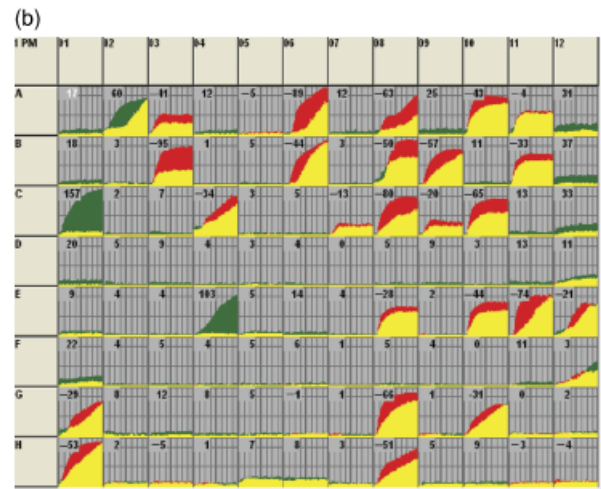 (b)
1 PM 01 02 03 04 05 06 07 08 09 10 11 12
A 17 60 −41 12 −5 −89 12 −63 25 −43 −4 31
B 18 3 −95 1 5 −44 3 −50 −57 11 −33 37
C 157 2 7 −34 3 5 −13 −80 −20 −65 13 33
D 20 5 9 4 3 4 0 5 9 3 13 11
E 9 4 4 103 5 14 4 −28 2 −44 −74 −21
F 22 4 5 4 5 6 1 5 4 0 11 3
G −29 8 12 8 5 −1 1 −66 1 −31 0 2
H −53 2 −5 1 7 8 3 −51 5 9 −3 −4